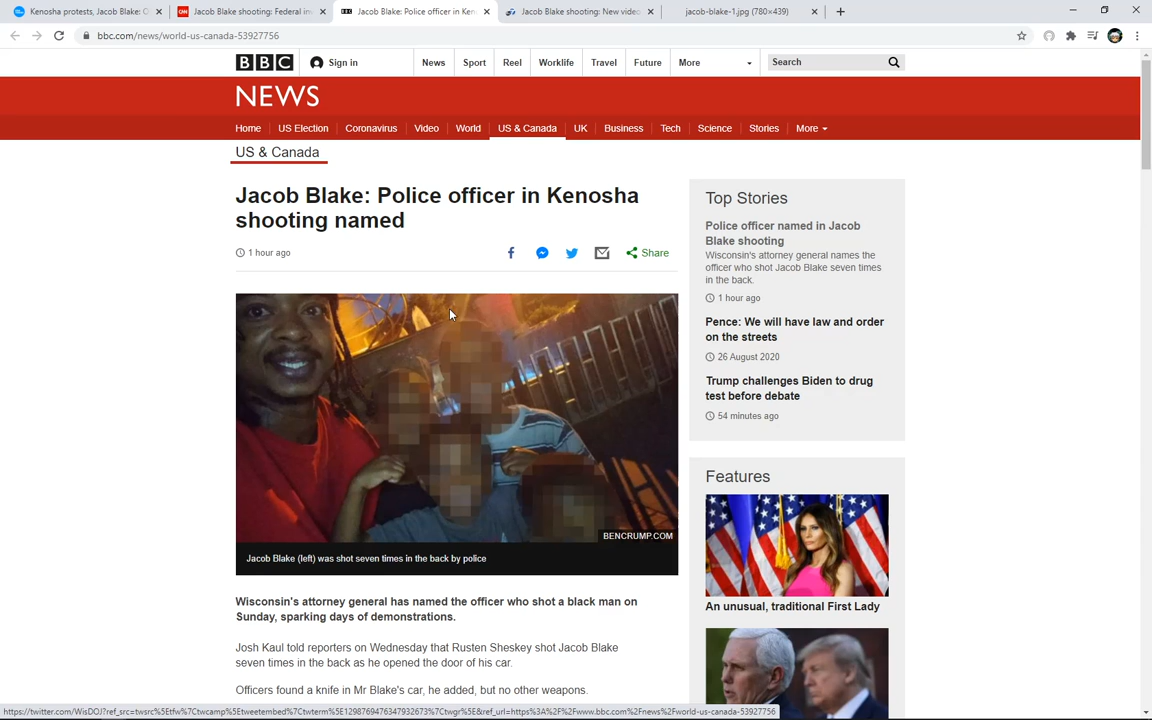 Kenosha protests, Jacob Blake: C
Jacob Blake shooting: Federal in
BBC
Jacob Blake: Police officer in Ken
Jacob Blake shooting: New video
jacob-blake-1.jpg (780×439)
bbc.com/news/world-us-canada-53927756
BBC
Sign in
News
Sport
Reel
Worklife
Travel
Future
More
Search
NEWS
Home
US Election
Coronavirus
Video
World
US & Canada
UK
Business
Tech
Science
Stories
More
US & Canada
Jacob Blake: Police officer in Kenosha
shooting named
1 hour ago
Share
BENCRUMP.COM
Jacob Blake (left) was shot seven times in the back by police
Wisconsin's attorney general has named the officer who shot a black man on
Sunday, sparking days of demonstrations.
Josh Kaul told reporters on Wednesday that Rusten Sheskey shot Jacob Blake
seven times in the back as he opened the door of his car.
Officers found a knife in Mr Blake's car, he added, but no other weapons.
Top Stories
Police officer named in Jacob
Blake shooting
Wisconsin's attorney general names the
officer who shot Jacob Blake seven times
in the back.
1 hour ago
Pence: We will have law and order
on the streets
26 August 2020
Trump challenges Biden to drug
test before debate
54 minutes ago
Features
An unusual, traditional First Lady
https://twitter.com/WisDOJ?ref_src=twsrc%5Etfw%7Ctwcamp%5Etweetembed%7Ctwterm%5E1298769476347932673%7Ctwgr%5E&ref_url=https%3A%2F%2Fwww.bbc.com%2Fnews%2Fworld-us-canada-53927756